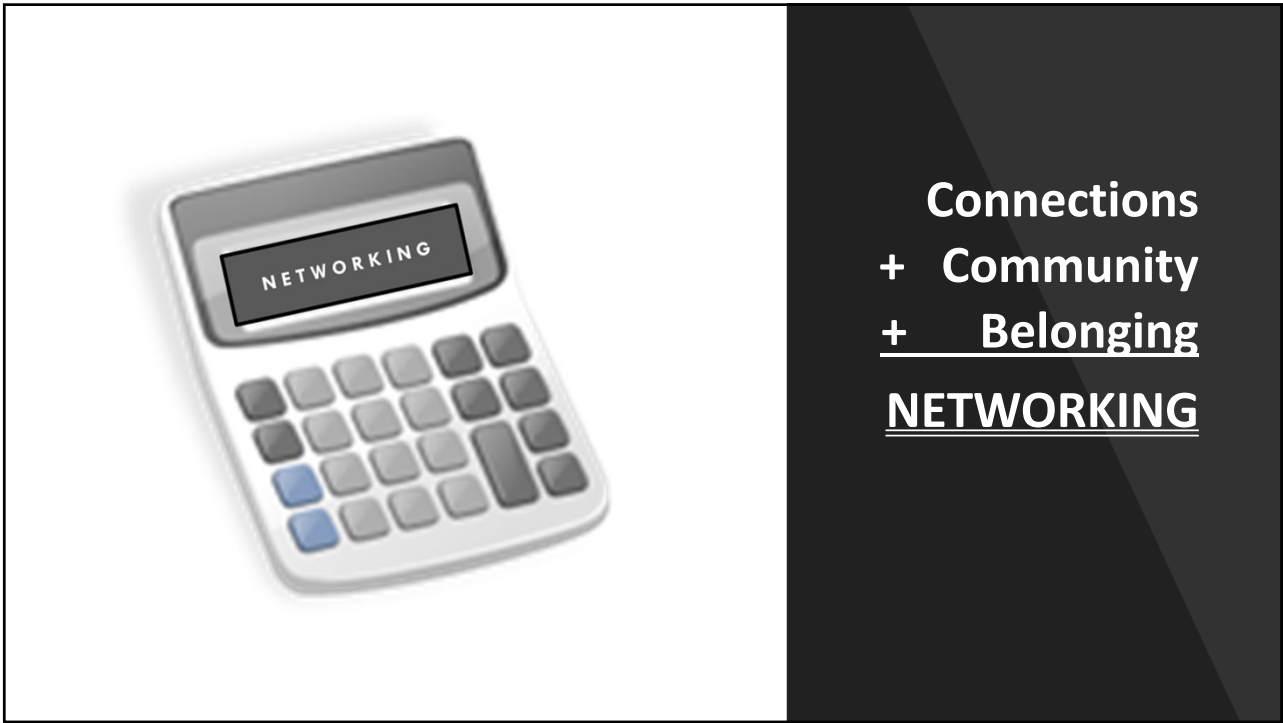 NETWORKING
Connections
+ Community
+ Belonging
NETWORKING